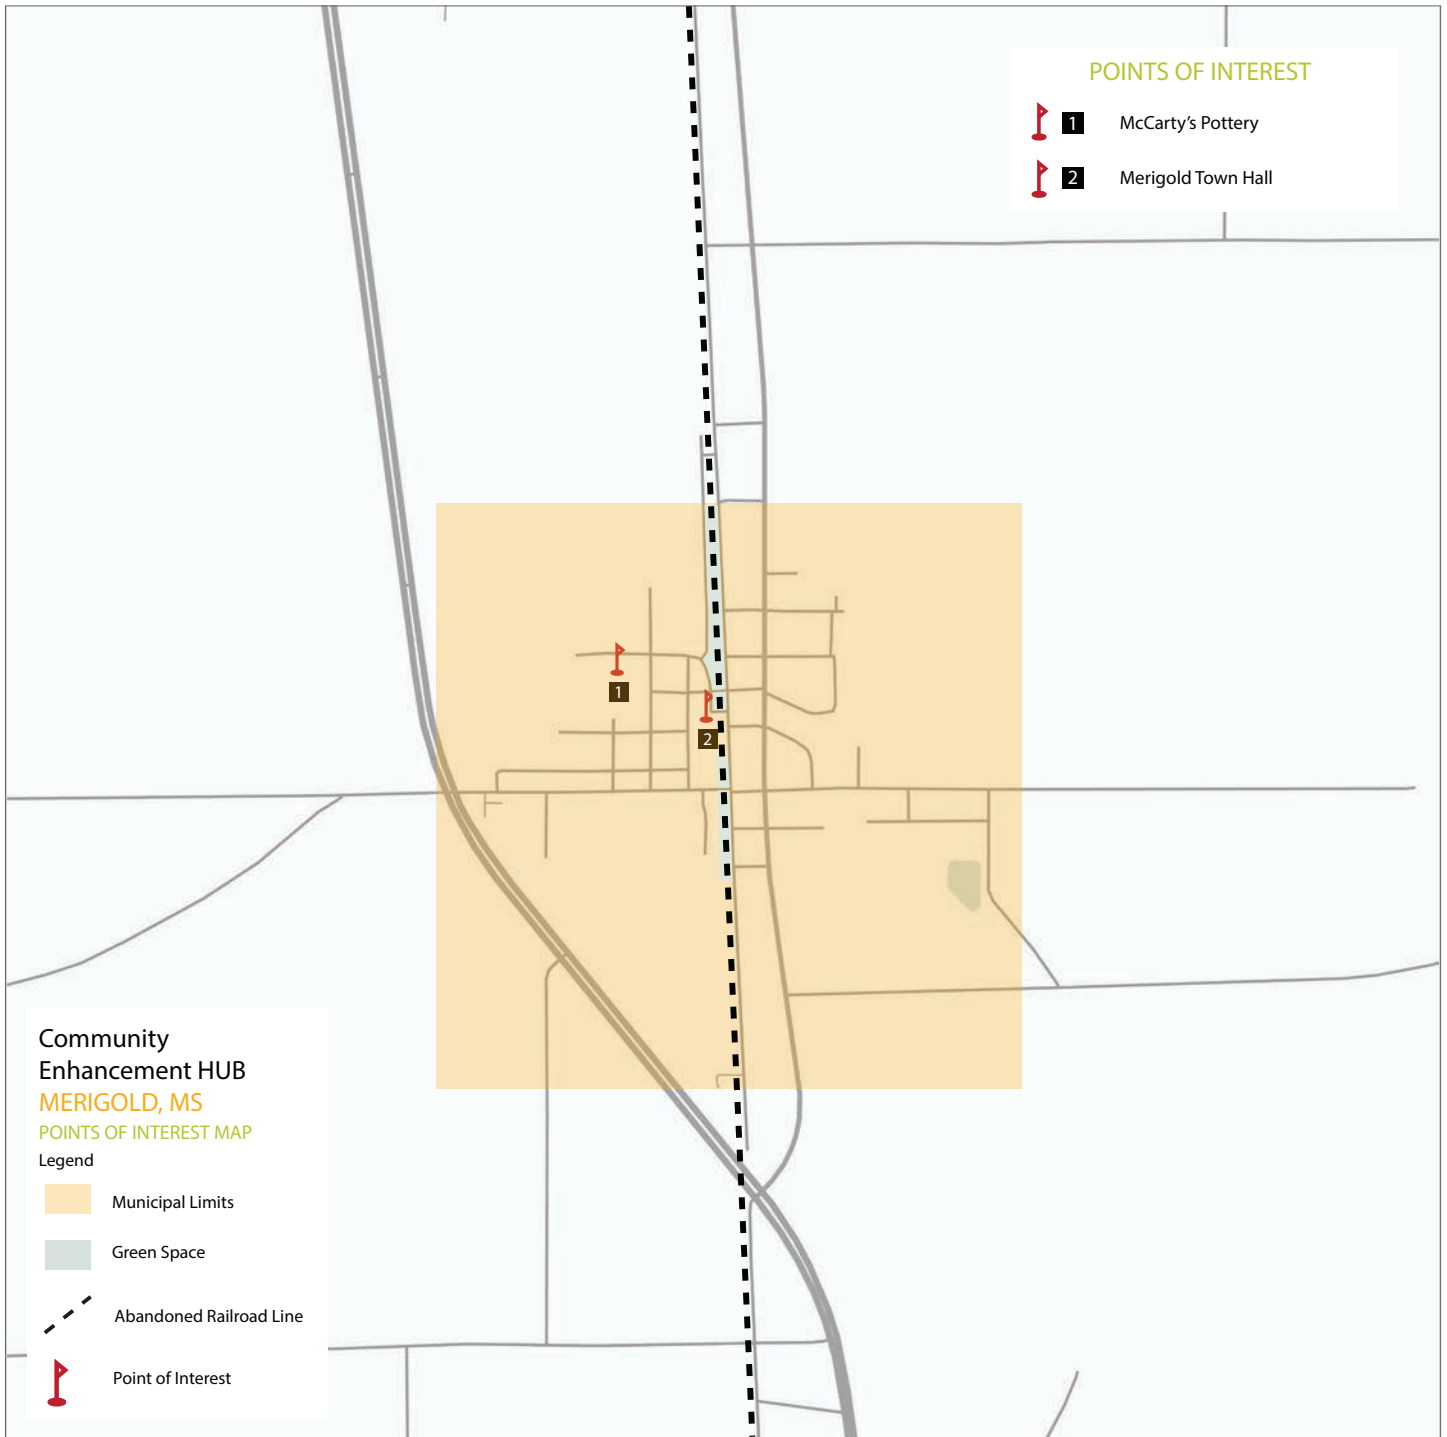 POINTS OF INTEREST
1 McCarty's Pottery
2 Merigold Town Hall
1
2
Community
Enhancement HUB
MERIGOLD, MS
POINTS OF INTEREST MAP
Legend
Municipal Limits
Green Space
Abandoned Railroad Line
Point of Interest